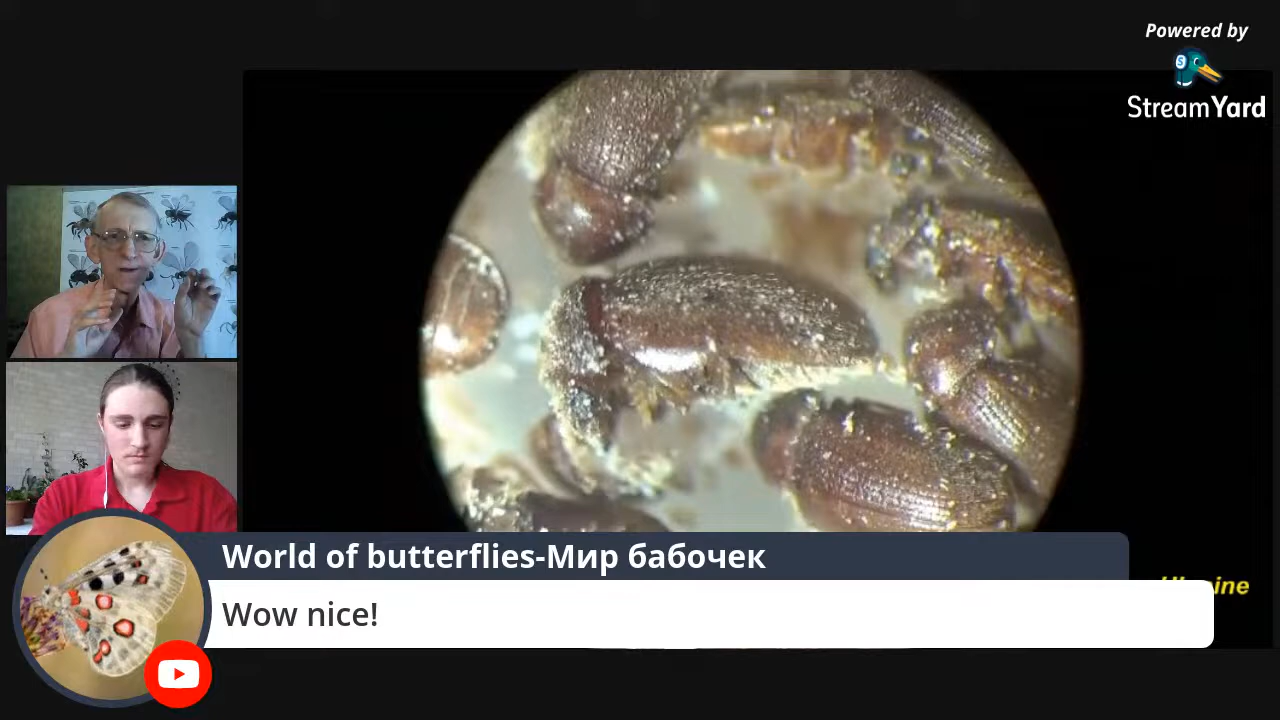 Powered by
StreamYard
World of butterflies-Мир бабочек
Wow nice!